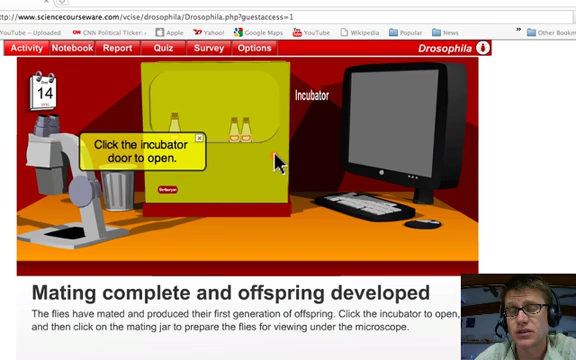 http://www.sciencecourseware.com/vcise/drosophila/Drosophila.php?guestaccess=1
YouTube – Uploaded CNN Political Ticker: Apple Yahoo! Google Maps YouTube Wikipedia Popular News Other Bookm
Activity Notebook Report Quiz Survey Options Drosophila
14
Incubator
Click the incubator
door to open.
Mating complete and offspring developed
The flies have mated and produced their first generation of offspring. Click the incubator to open,
and then click on the mating jar to prepare the flies for viewing under the microscope.